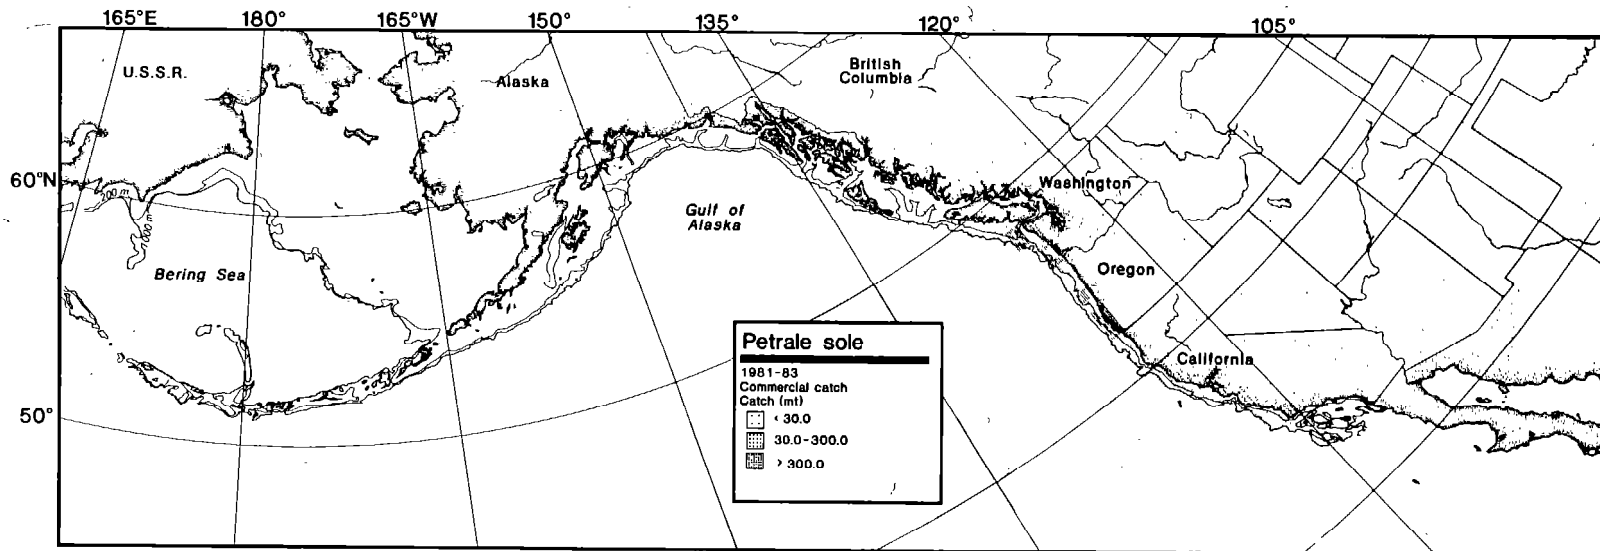 165°E 180° 165°W 150° 135° 120° 105°
U.S.S.R.
Alaska
British
Columbia
60°N
Washington
Gulf of
Alaska
Bering Sea
Oregon
California
50°
Petrale sole
1981-83
Commercial catch
Catch (mt)
< 30.0
30.0-300.0
> 300.0